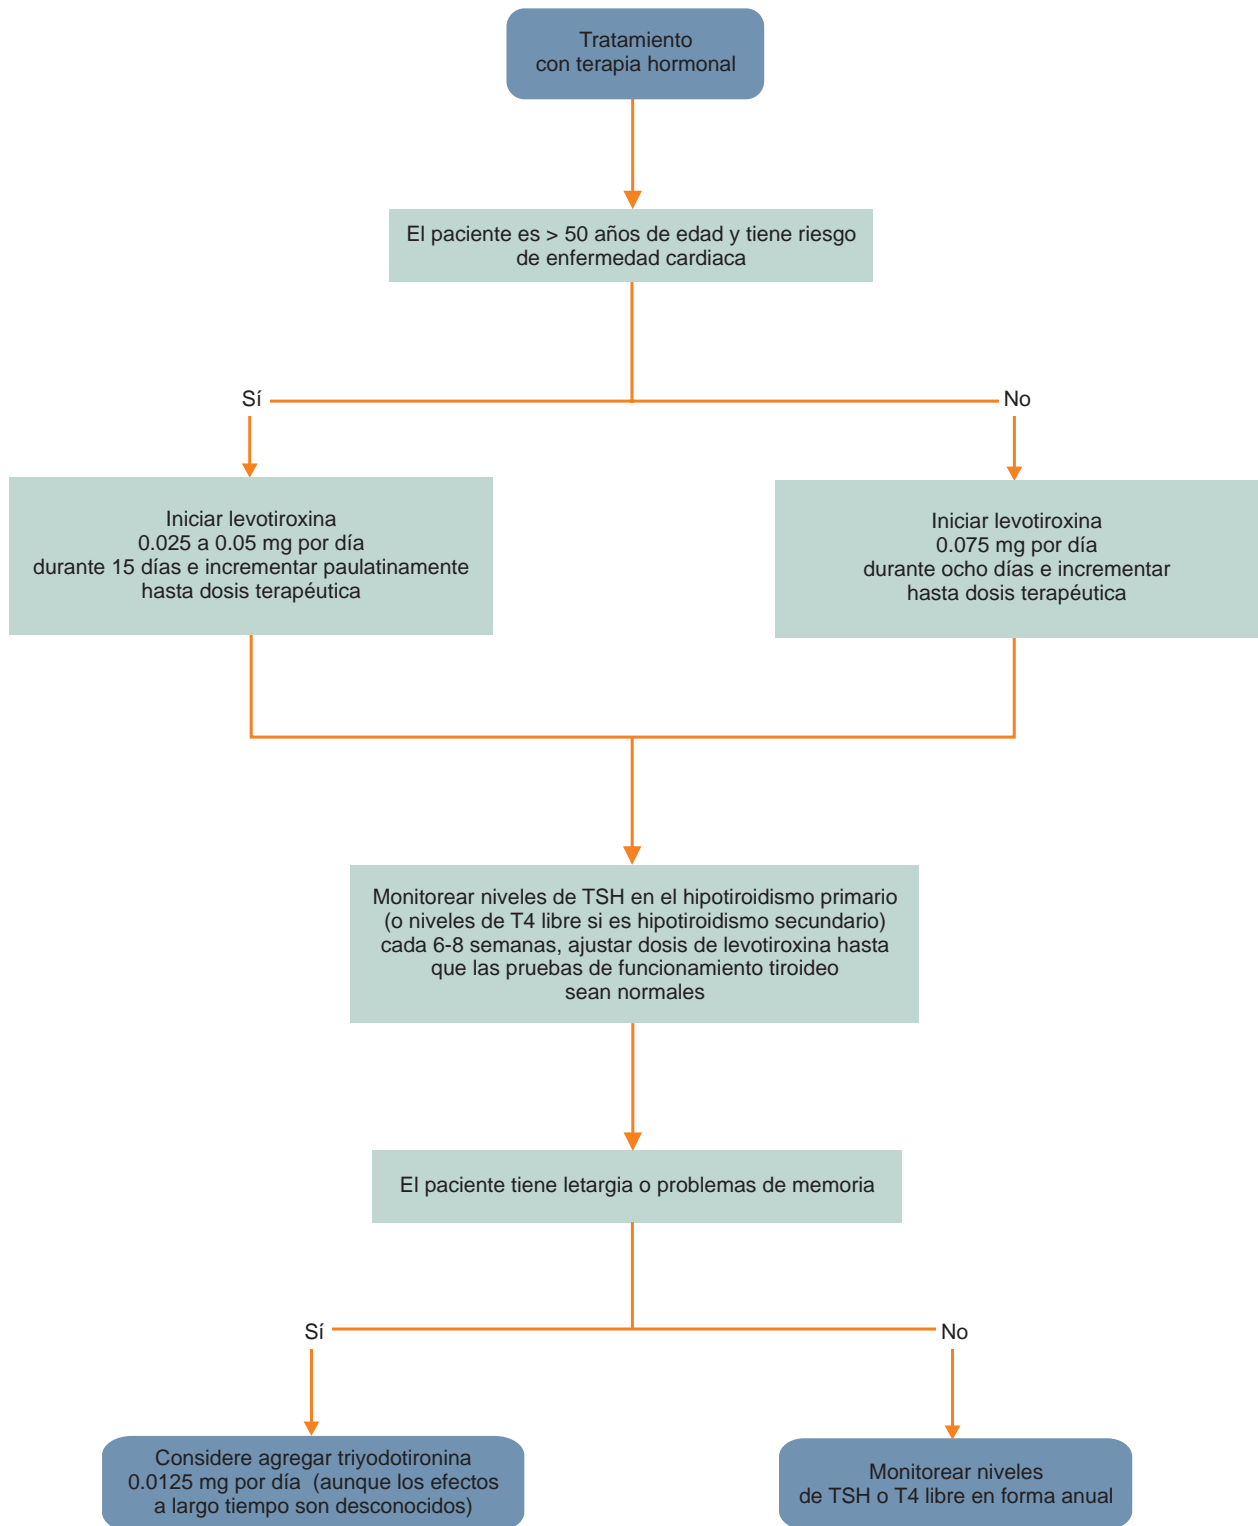 Tratamiento
con terapia hormonal
El paciente es > 50 años de edad y tiene riesgo
de enfermedad cardiaca
Sí
No
Iniciar levotiroxina
0.025 a 0.05 mg por día
durante 15 días e incrementar paulatinamente
hasta dosis terapéutica
Iniciar levotiroxina
0.075 mg por día
durante ocho días e incrementar
hasta dosis terapéutica
Monitorear niveles de TSH en el hipotiroidismo primario
(o niveles de T4 libre si es hipotiroidismo secundario)
cada 6-8 semanas, ajustar dosis de levotiroxina hasta
que las pruebas de funcionamiento tiroideo
sean normales
El paciente tiene letargia o problemas de memoria
Sí
No
Considere agregar triyodotironina
0.0125 mg por día (aunque los efectos
a largo tiempo son desconocidos)
Monitorear niveles
de TSH o T4 libre en forma anual